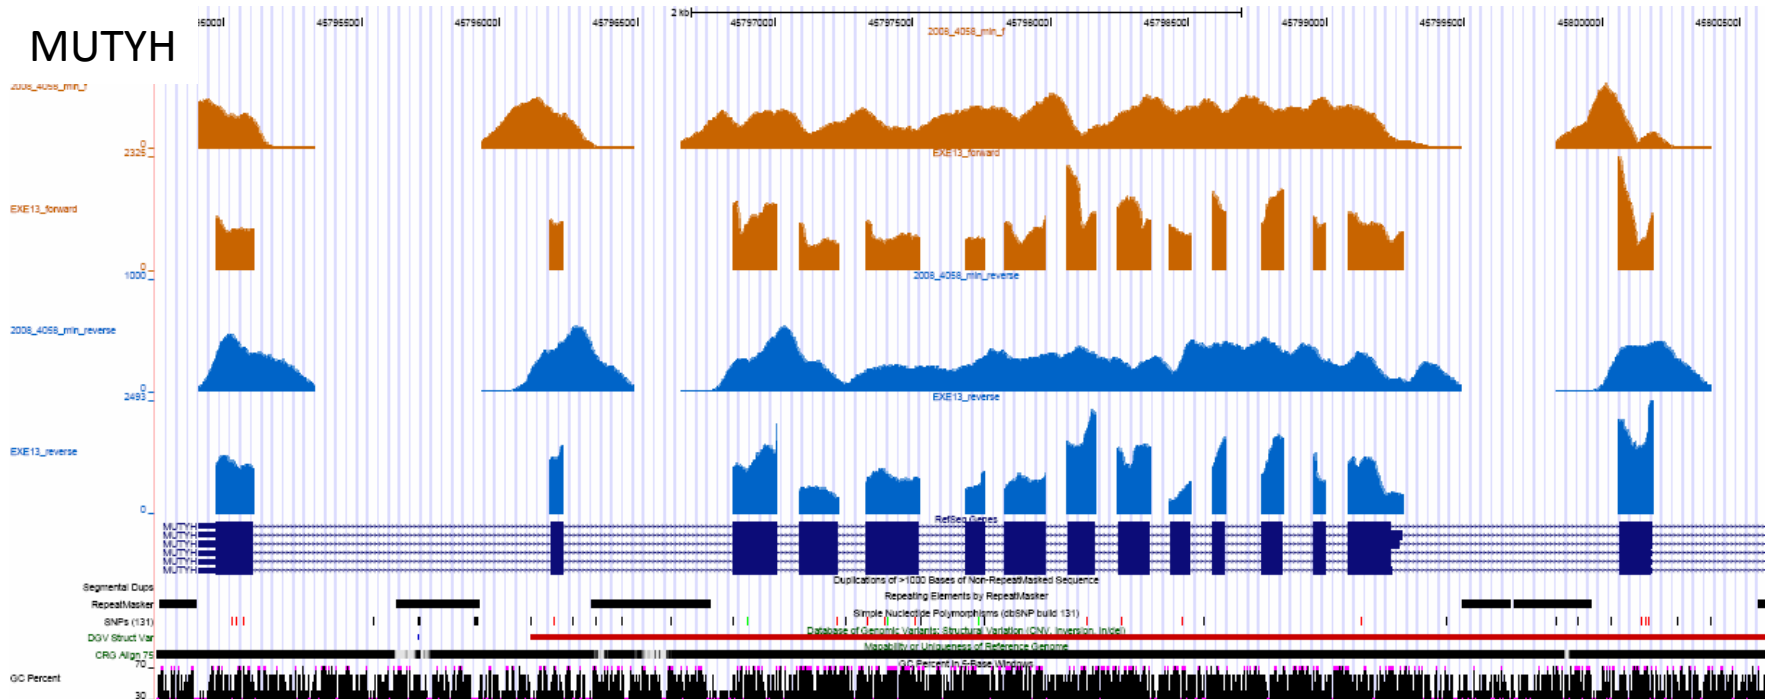 95000
45795500
45796000
45796500
2 kb
45797000
45797500
45798000
45798500
45799000
45799500
45800000
45800500
MUTYH
2008_4058_min_f
2008_4058_min_f
0
2325
EXE13_forward
EXE13_forward
0
1000
2008_4058_min_reverse
2008_4058_min_reverse
0
2493
EXE13_reverse
EXE13_reverse
0
RefSeq Genes
MUTYH
MUTYH
MUTYH
MUTYH
MUTYH
MUTYH
Duplications of >1000 Bases of Non-RepeatMasked Sequence
Segmental Dups
Repeating Elements by RepeatMasker
RepeatMasker
Simple Nucleotide Polymorphisms (dbSNP build 131)
SNPs (131)
Database of Genomic Variants: Structural Variation (CNV, Inversion, In/del)
DGV Struct Var
Mapability or Uniqueness of Reference Genome
CRG Align 75
GC Percent in 5-Base Windows
70
GC Percent
30